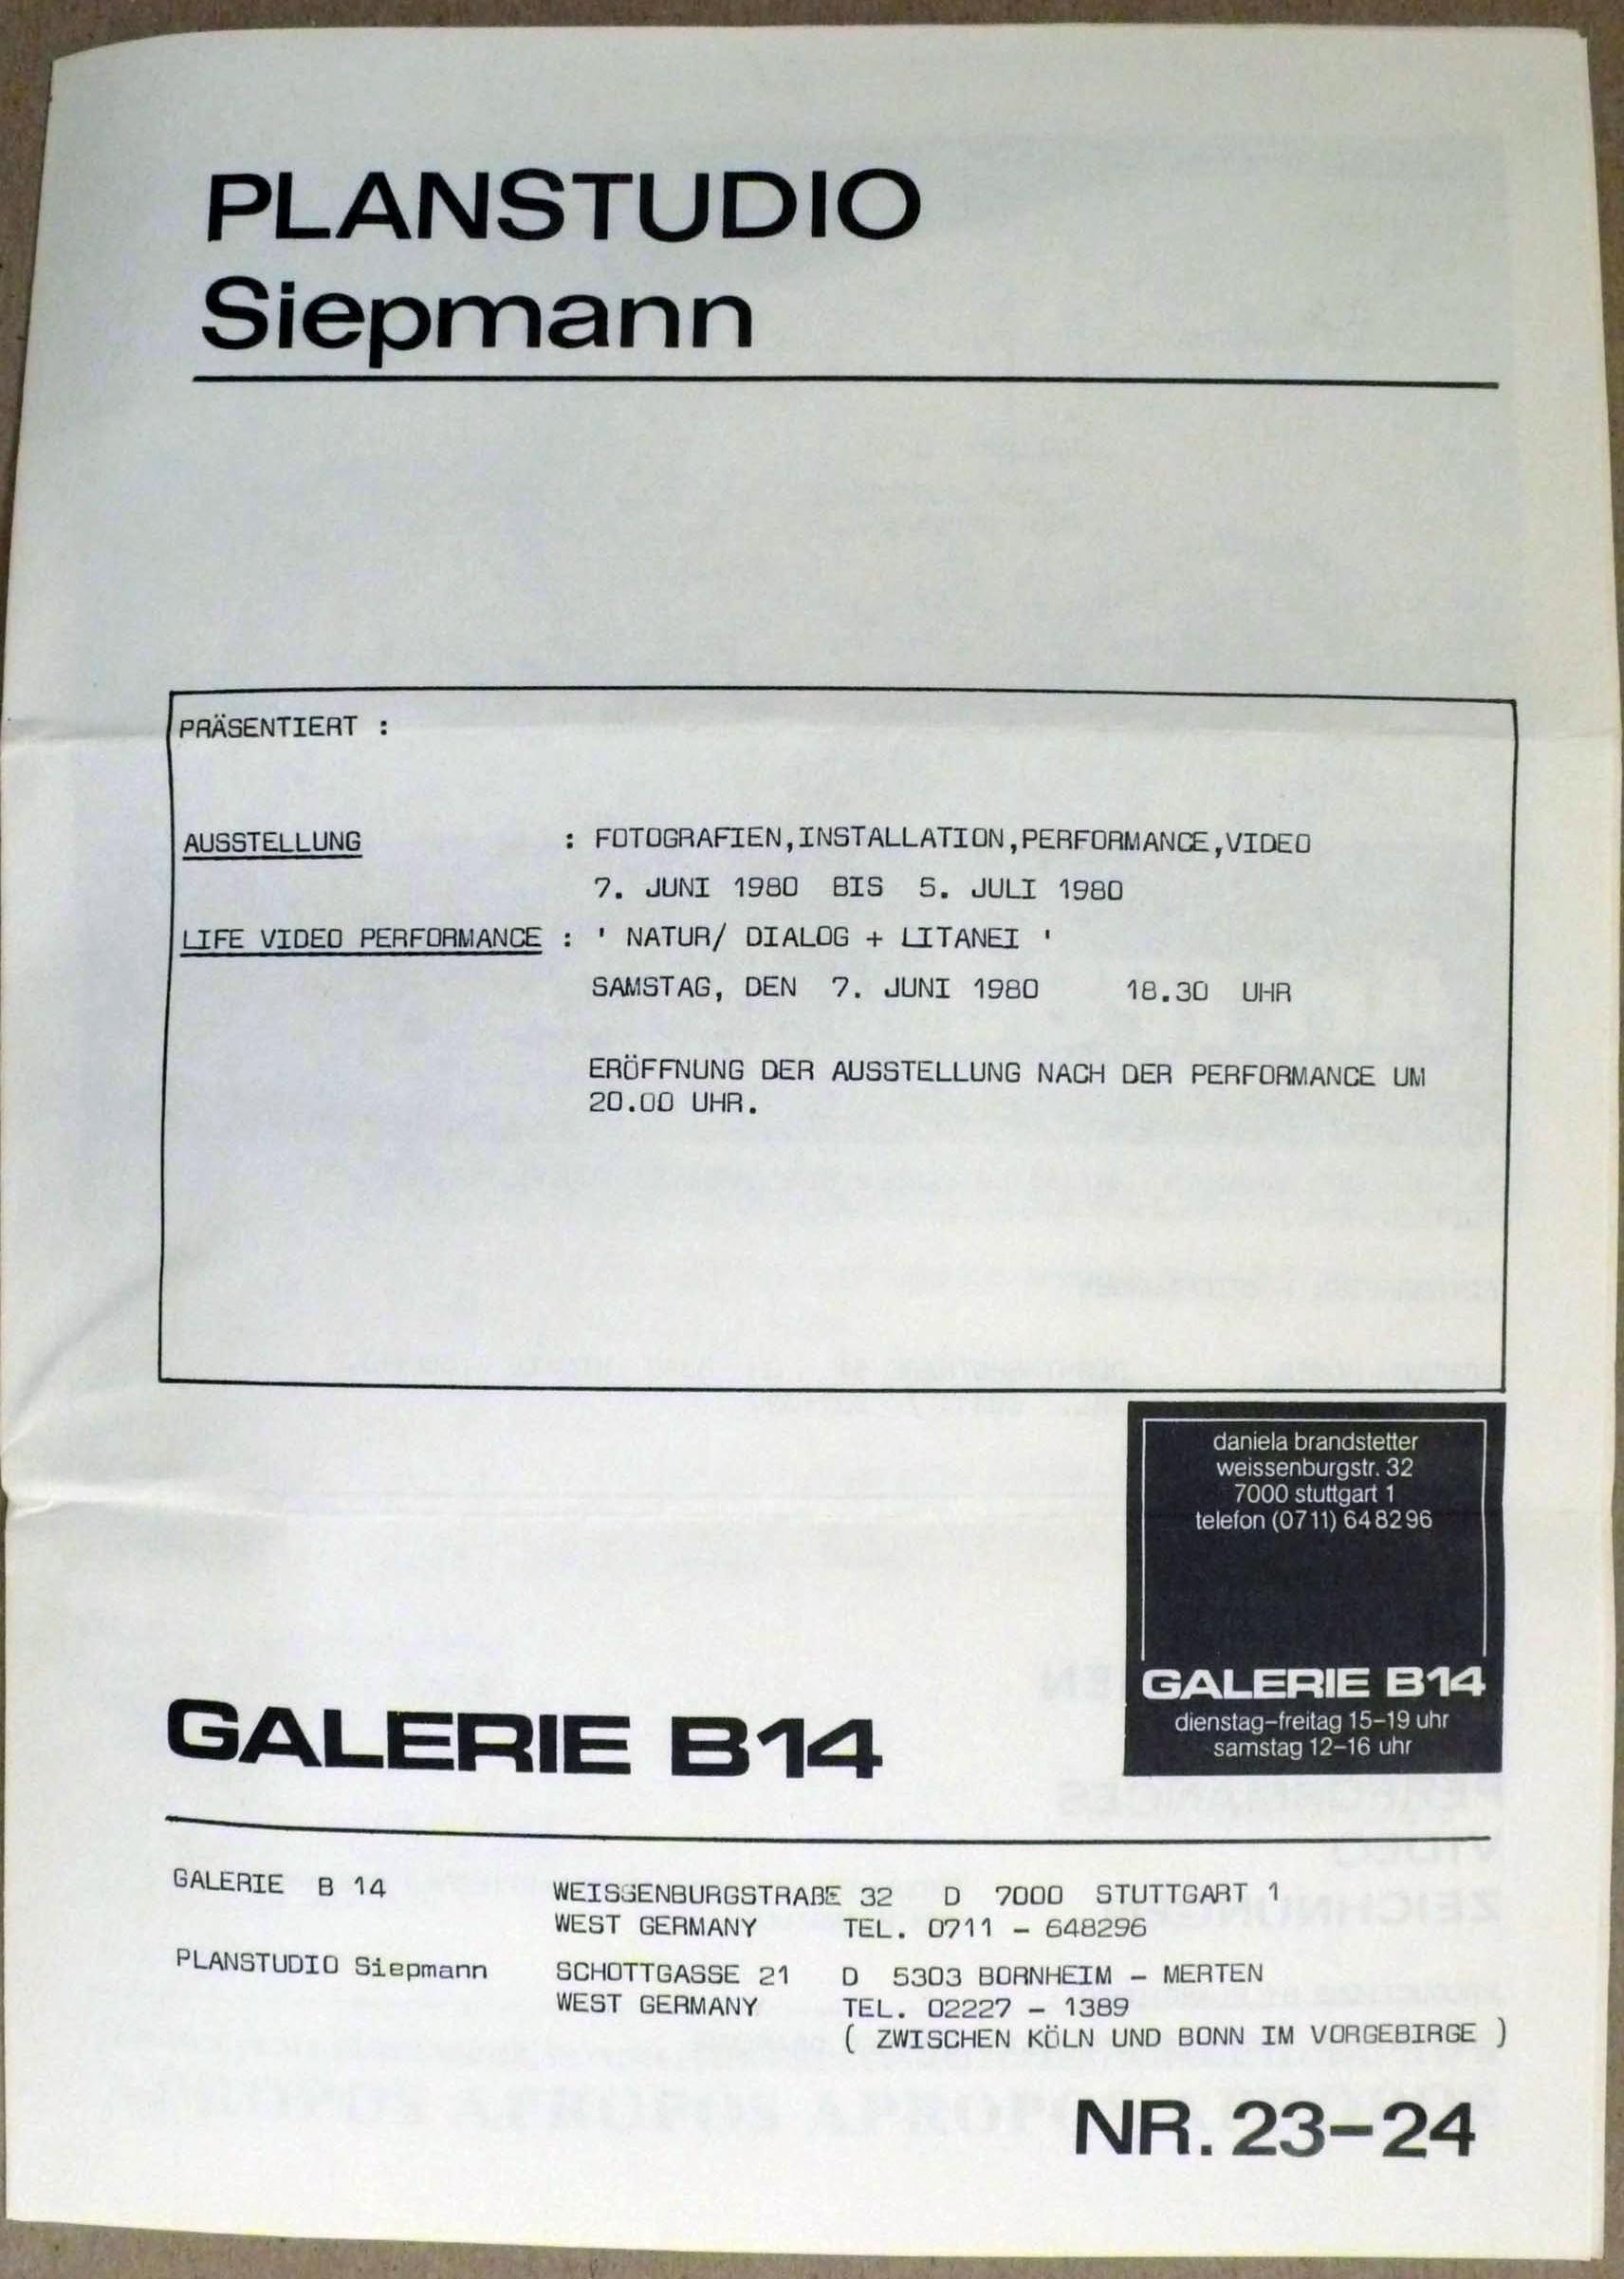 PLANSTUDIO
Siepmann
PRÄSENTIERT :
AUSSTELLUNG : FOTOGRAFIEN,INSTALLATION,PERFORMANCE,VIDEO
7. JUNI 1980 BIS 5. JULI 1980
LIFE VIDEO PERFORMANCE : ' NATUR/ DIALOG + LITANEI '
SAMSTAG, DEN 7. JUNI 1980 18.30 UHR
ERÖFFNUNG DER AUSSTELLUNG NACH DER PERFORMANCE UM
20.00 UHR.
daniela brandstetter
weissenburgstr. 32
7000 stuttgart 1
telefon (0711) 648296
GALERIE B14
dienstag–freitag 15–19 uhr
samstag 12–16 uhr
GALERIE B14
GALERIE B 14 WEISSENBURGSTRAßE 32 D 7000 STUTTGART 1
WEST GERMANY TEL. 0711 – 648296
PLANSTUDIO Siepmann SCHOTTGASSE 21 D 5303 BORNHEIM – MERTEN
WEST GERMANY TEL. 02227 – 1389
( ZWISCHEN KÖLN UND BONN IM VORGEBIRGE )
NR. 23–24